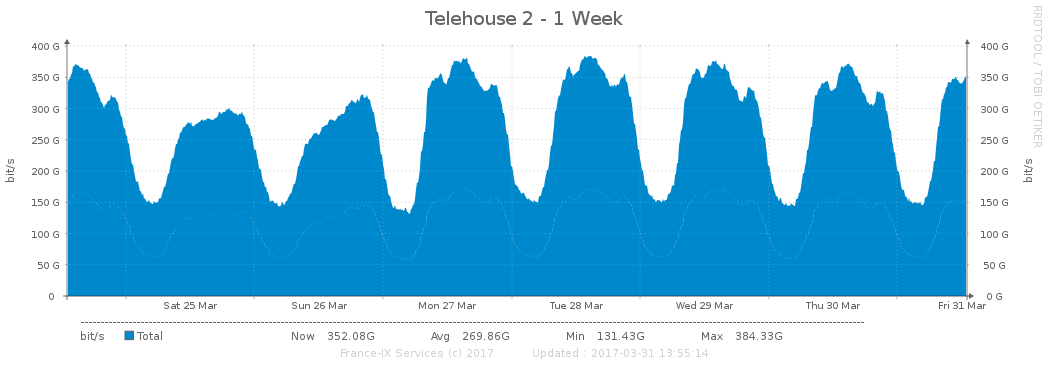 Telehouse 2 - 1 Week
RRDTOOL / TOBI OETIKER
bit/s
400 G 400 G
350 G 350 G
300 G 300 G
250 G 250 G
200 G 200 G
150 G 150 G
100 G 100 G
50 G 50 G
0 0 G
bit/s
Sat 25 Mar Sun 26 Mar Mon 27 Mar Tue 28 Mar Wed 29 Mar Thu 30 Mar Fri 31 Mar
bit/s Total Now 352.08G Avg 269.86G Min 131.43G Max 384.33G
France-IX Services (c) 2017 Updated : 2017-03-31 13:55:14